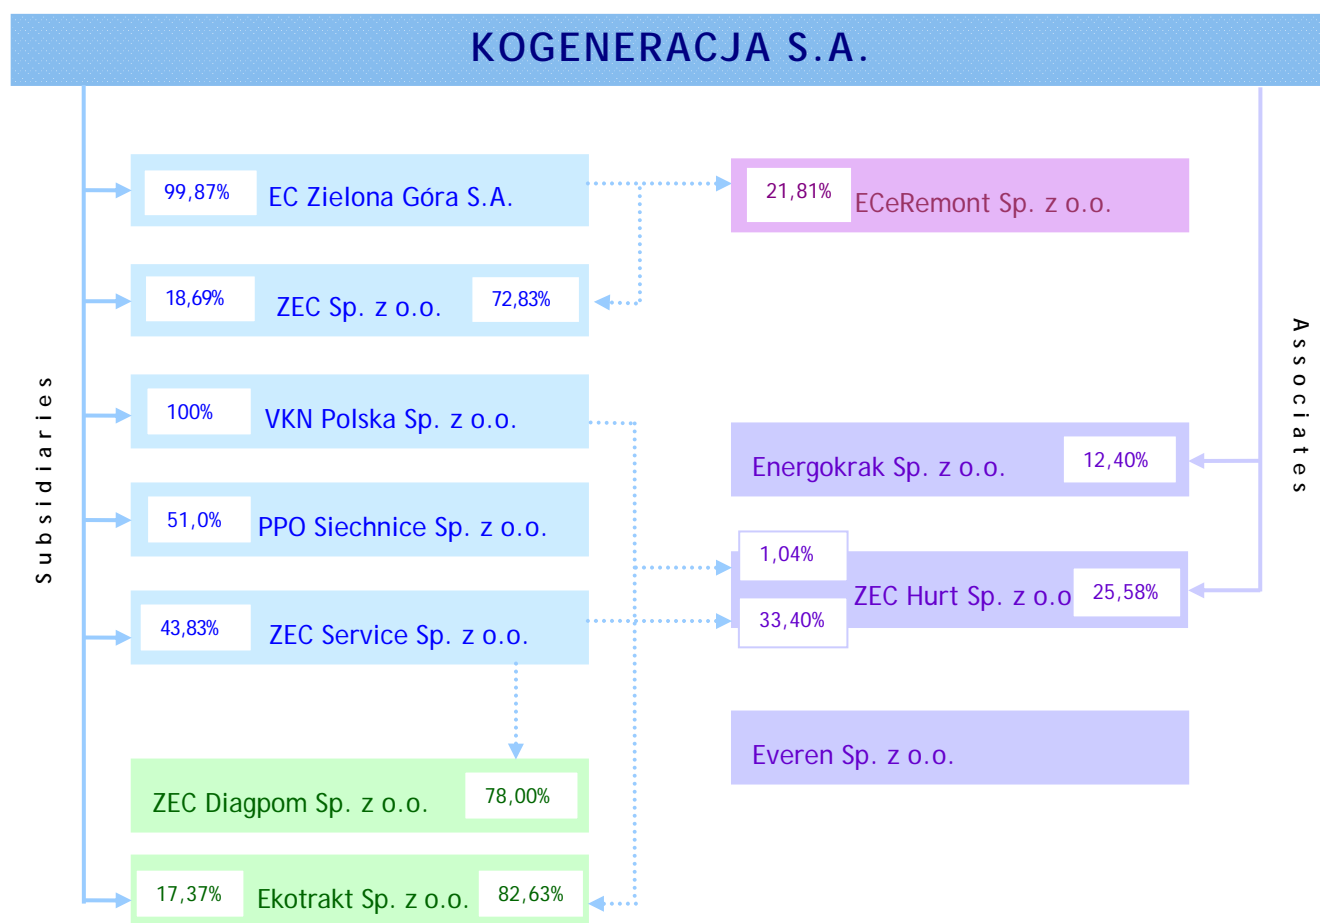 KOGENERACJA S.A.
99,87% EC Zielona Góra S.A.
21,81% ECeRemont Sp. z o.o.
18,69% ZEC Sp. z o.o. 72,83%
Subsidiaries
Associates
100% VKN Polska Sp. z o.o.
Energokrak Sp. z o.o. 12,40%
51,0% PPO Siechnice Sp. z o.o.
1,04%
ZEC Hurt Sp. z o.o 25,58%
33,40%
43,83% ZEC Service Sp. z o.o.
Everen Sp. z o.o.
ZEC Diagpom Sp. z o.o. 78,00%
17,37% Ekotrakt Sp. z o.o. 82,63%